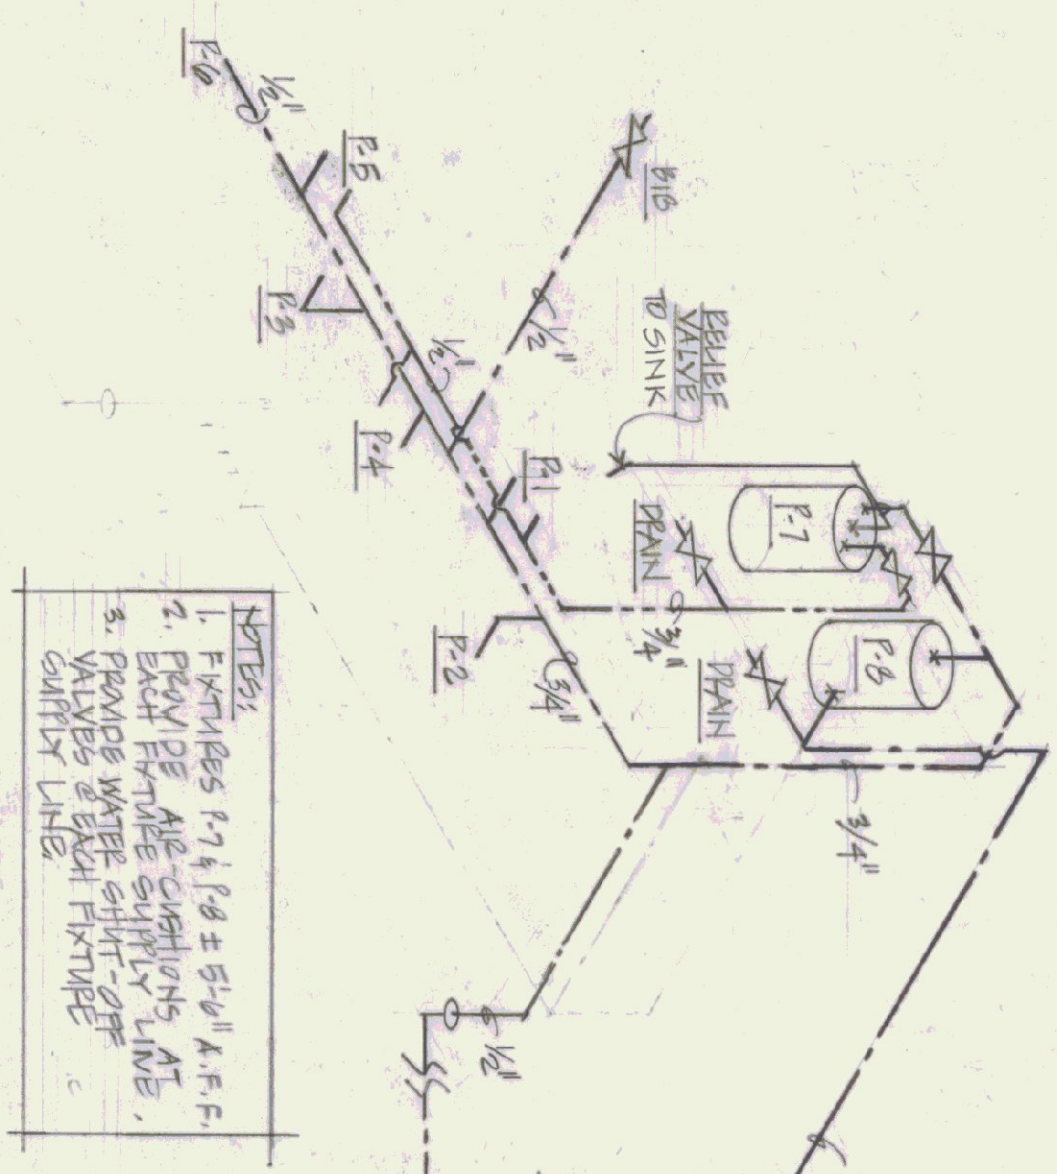 P-6
1/2"
P-5
BIB
P-3
1/2"
RELIEF
VALVE
TO SINK
1/2"
P-4
P-1
P-7
DRAIN
3/4"
P-8
P-2
3/4"
DRAIN
3/4"
1/2"
NOTES:
1. FIXTURES P-7 & P-8 ± 5'-6" A.F.F.
2. PROVIDE AIR-CUSHIONS AT
EACH FIXTURE SUPPLY LINE.
3. PROVIDE WATER SHUT-OFF
VALVES @ EACH FIXTURE
SUPPLY LINE.